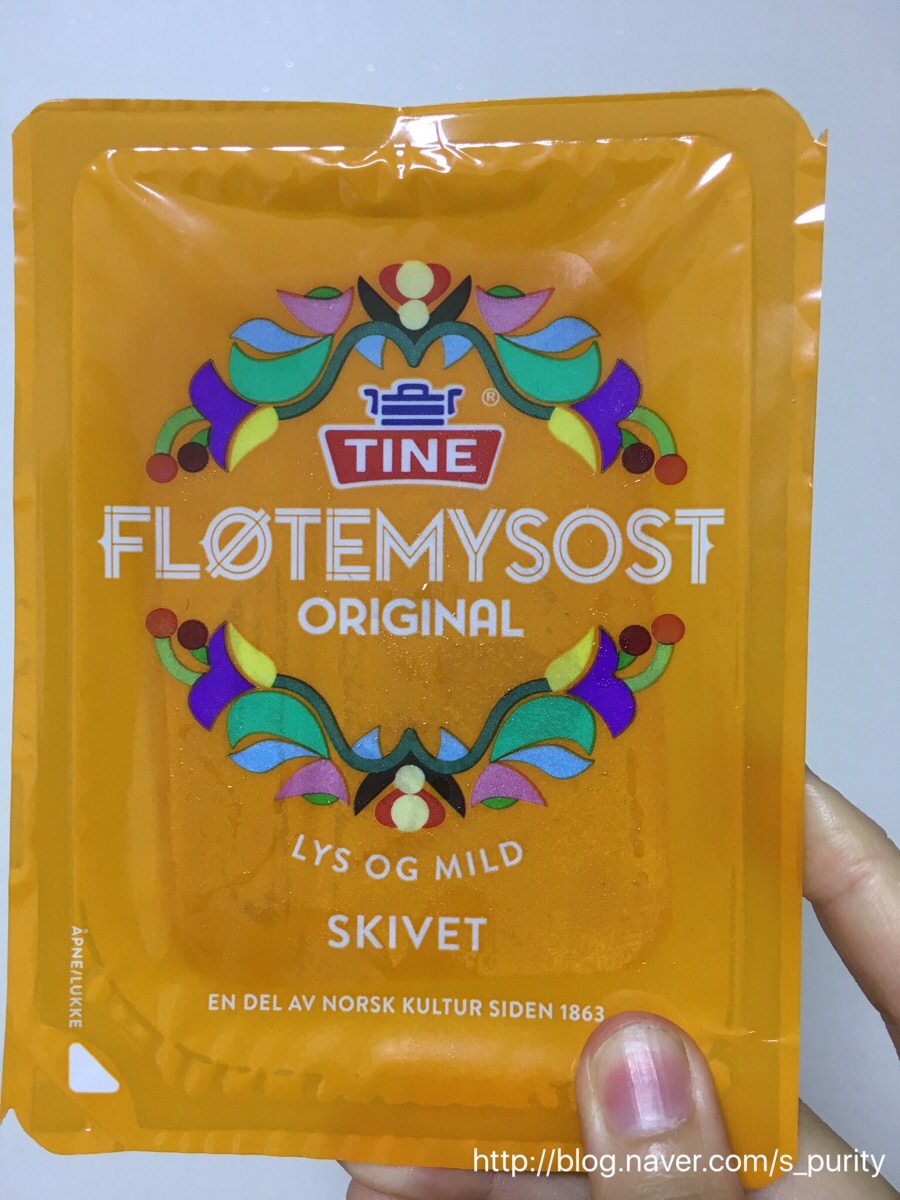 TINE
®
FLØTEMYSOST
ORIGINAL
LYS OG MILD
SKIVET
EN DEL AV NORSK KULTUR SIDEN 1863
ÅPNE/LUKKE
http://blog.naver.com/s_purity